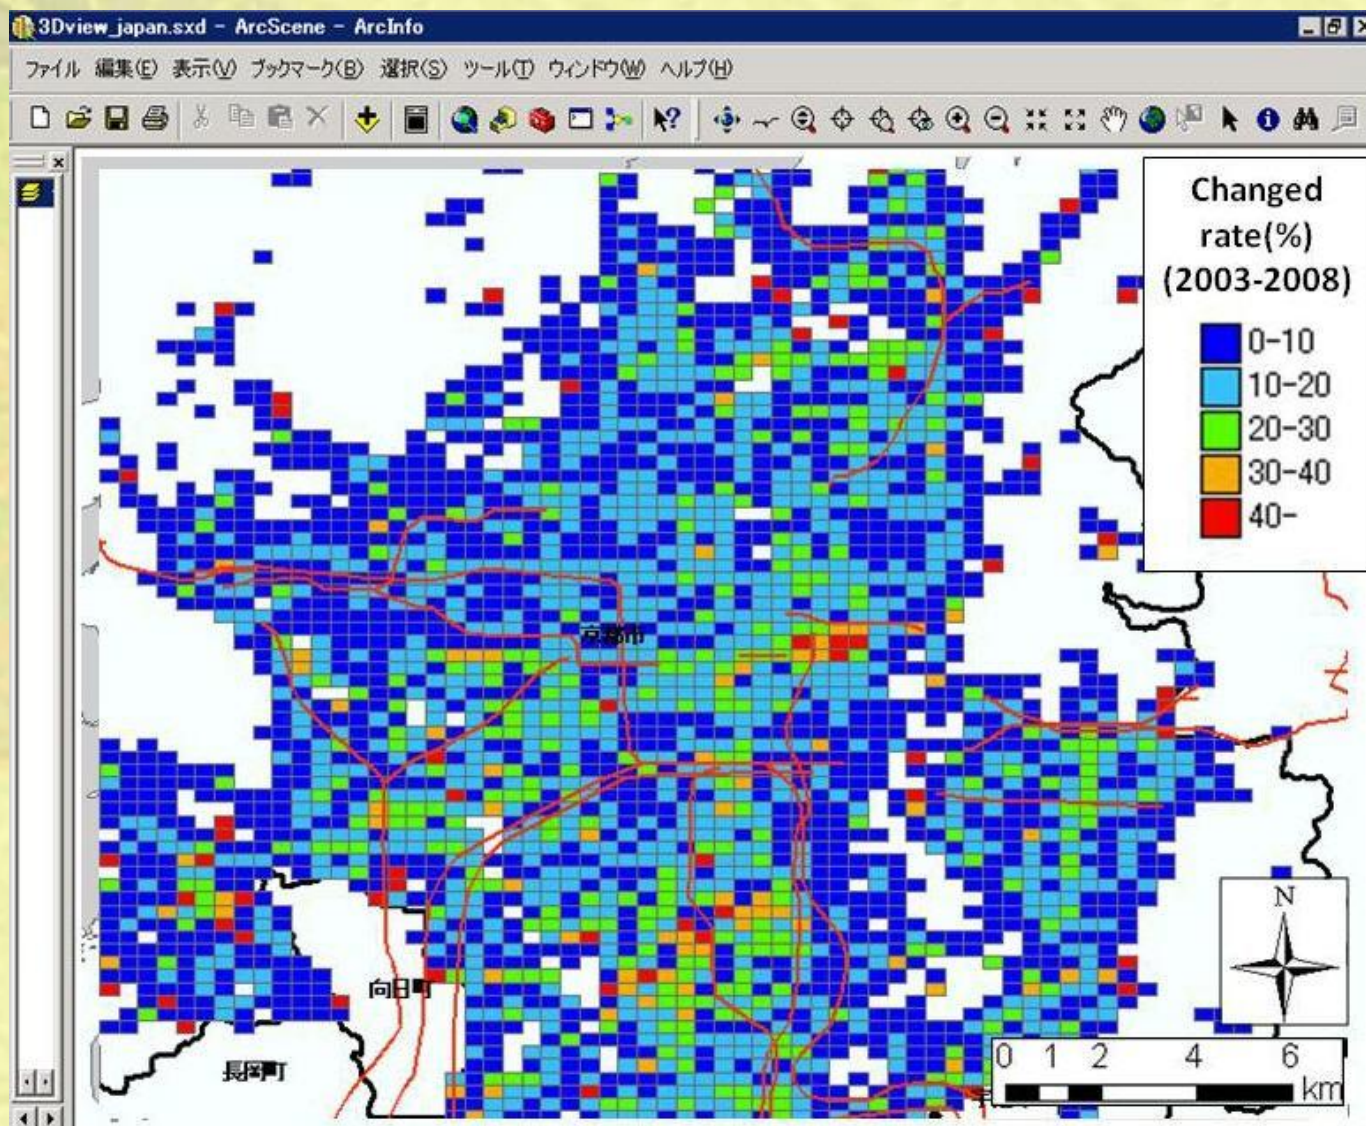 3Dview_japan.sxd - ArcScene - ArcInfo
ファイル 編集(E) 表示(V) ブックマーク(B) 選択(S) ツール(T) ウィンドウ(W) ヘルプ(H)
Changed
rate(%)
(2003-2008)
0-10
10-20
20-30
30-40
40-
京都市
向日町
長岡町
N
0 1 2 4 6
km